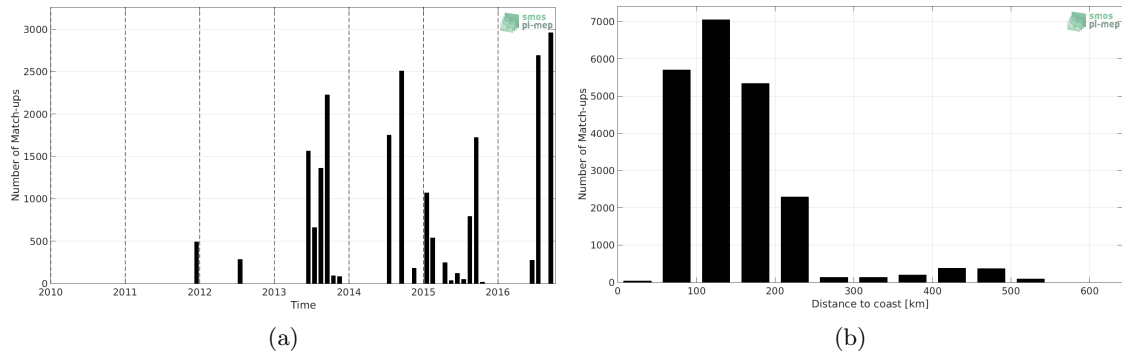 smos
pi-mep
3000
2500
2000
1500
1000
500
0
Number of Match-ups
2010 2011 2012 2013 2014 2015 2016
Time
(a)
smos
pi-mep
7000
6000
5000
4000
3000
2000
1000
0
Number of Match-ups
0 100 200 300 400 500 600
Distance to coast [km]
(b)